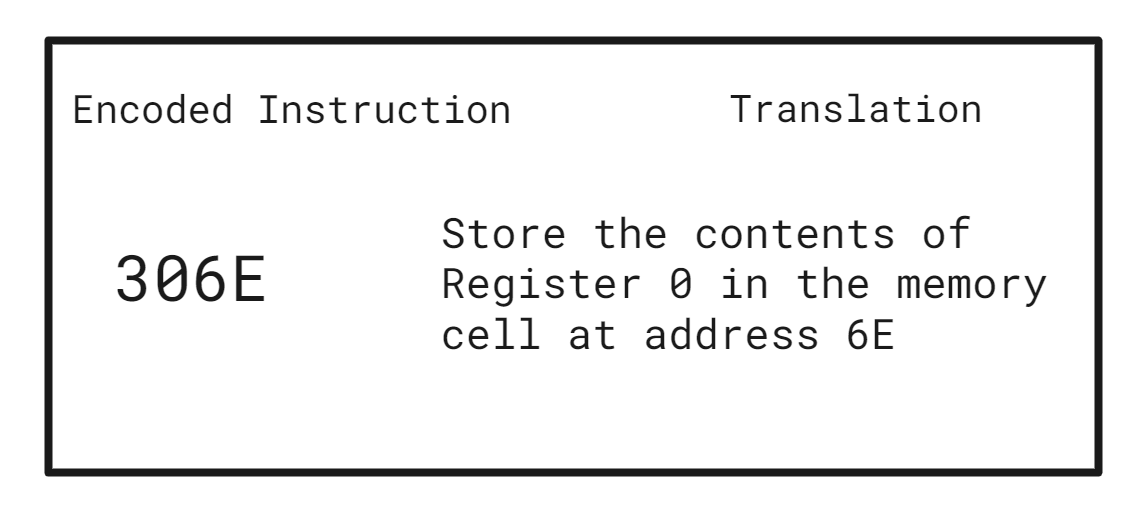 Encoded Instruction
Translation
306E
Store the contents of
Register 0 in the memory
cell at address 6E